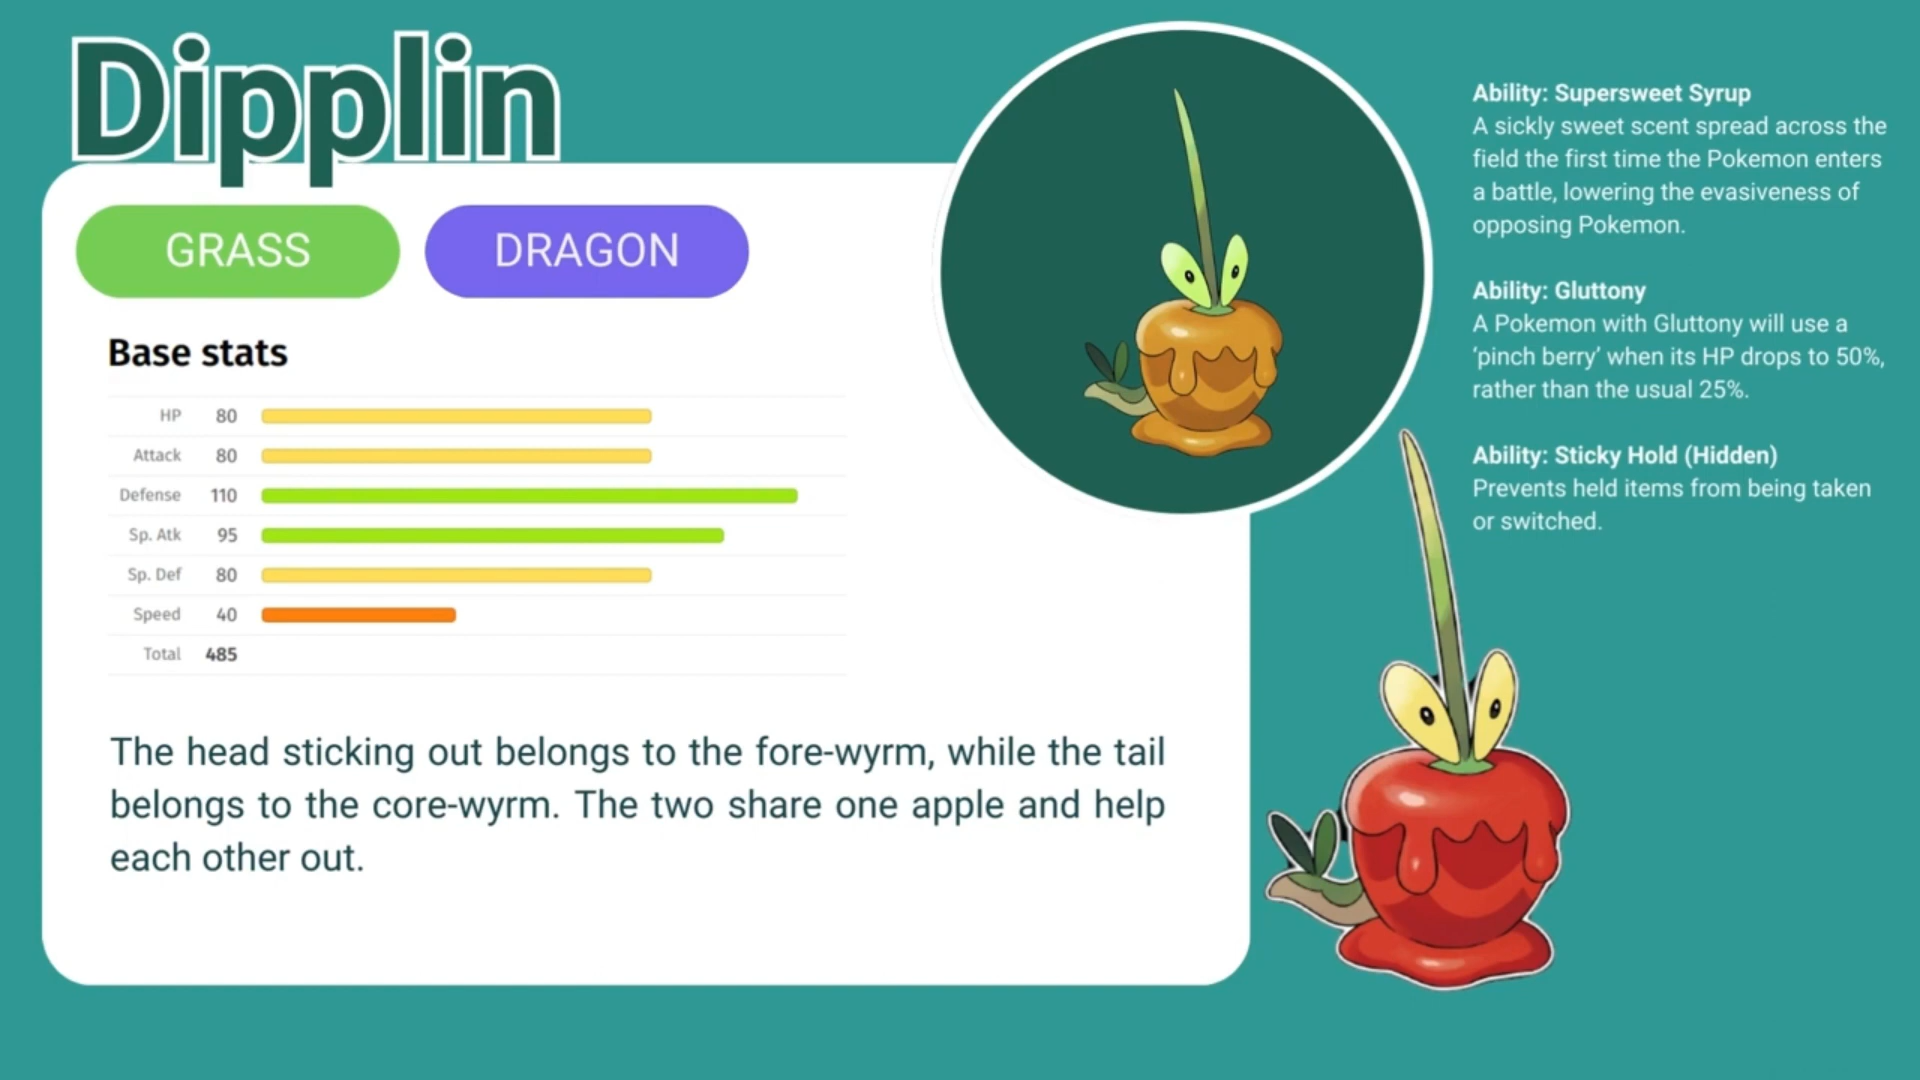 Dipplin
GRASS
DRAGON
Base stats
HP 80
Attack 80
Defense 110
Sp. Atk 95
Sp. Def 80
Speed 40
Total 485
The head sticking out belongs to the fore-wyrm, while the tail
belongs to the core-wyrm. The two share one apple and help
each other out.
Ability: Supersweet Syrup
A sickly sweet scent spread across the
field the first time the Pokemon enters
a battle, lowering the evasiveness of
opposing Pokemon.
Ability: Gluttony
A Pokemon with Gluttony will use a
‘pinch berry’ when its HP drops to 50%,
rather than the usual 25%.
Ability: Sticky Hold (Hidden)
Prevents held items from being taken
or switched.